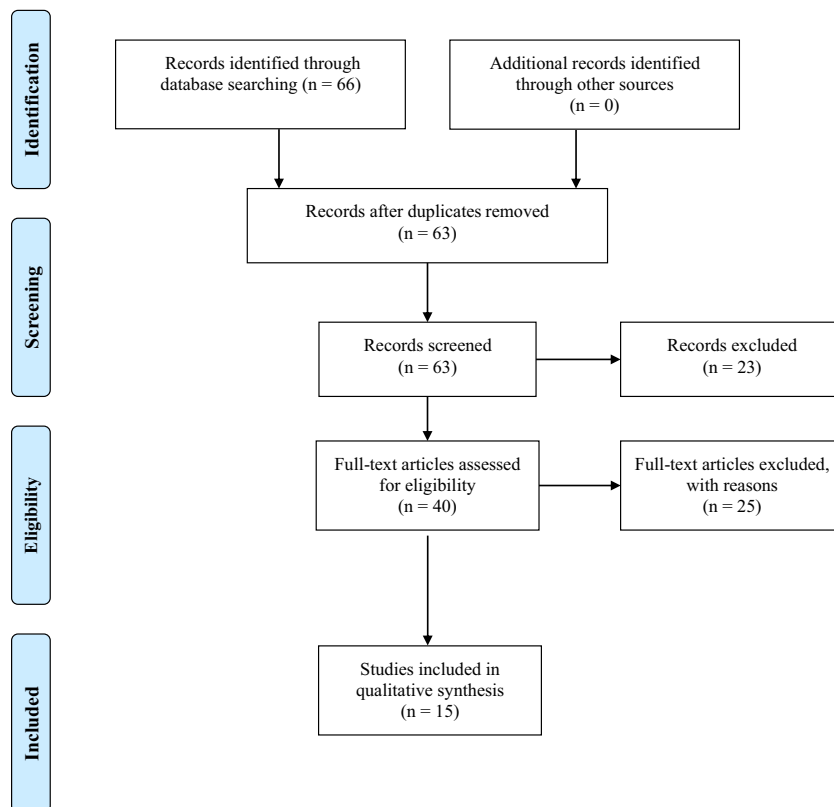 Identification
Records identified through
database searching (n = 66)
Additional records identified
through other sources
(n = 0)
Records after duplicates removed
(n = 63)
Screening
Records screened
(n = 63)
Records excluded
(n = 23)
Eligibility
Full-text articles assessed
for eligibility
(n = 40)
Full-text articles excluded,
with reasons
(n = 25)
Included
Studies included in
qualitative synthesis
(n = 15)